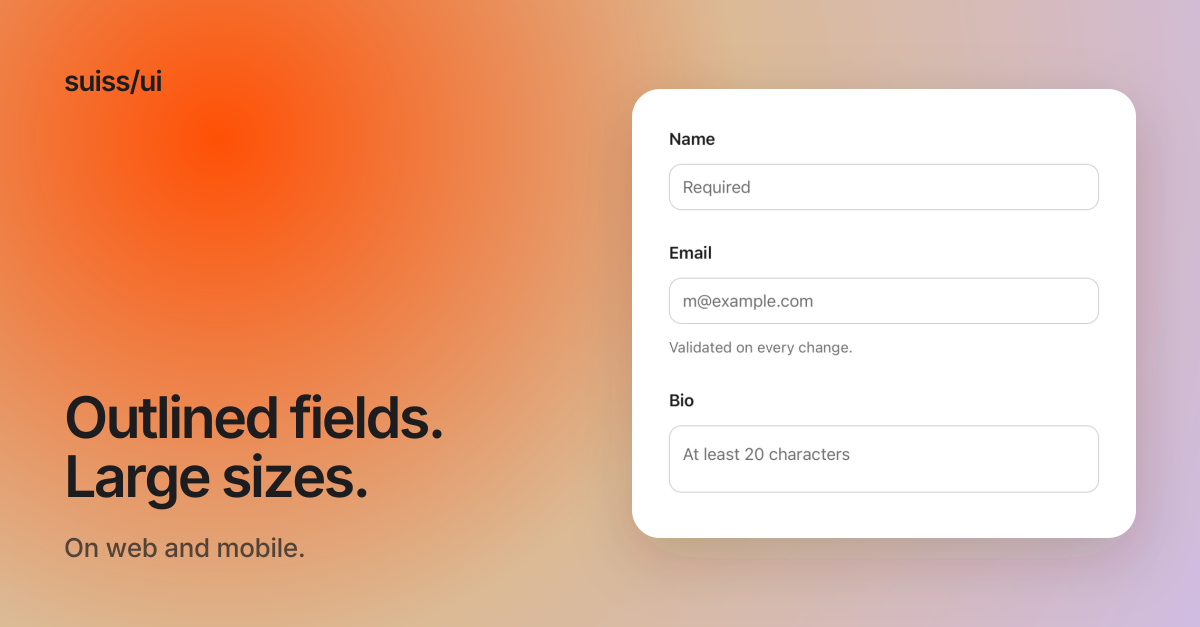 suiss/ui
Outlined fields.
Large sizes.
On web and mobile.
Name
Required
Email
m@example.com
Validated on every change.
Bio
At least 20 characters